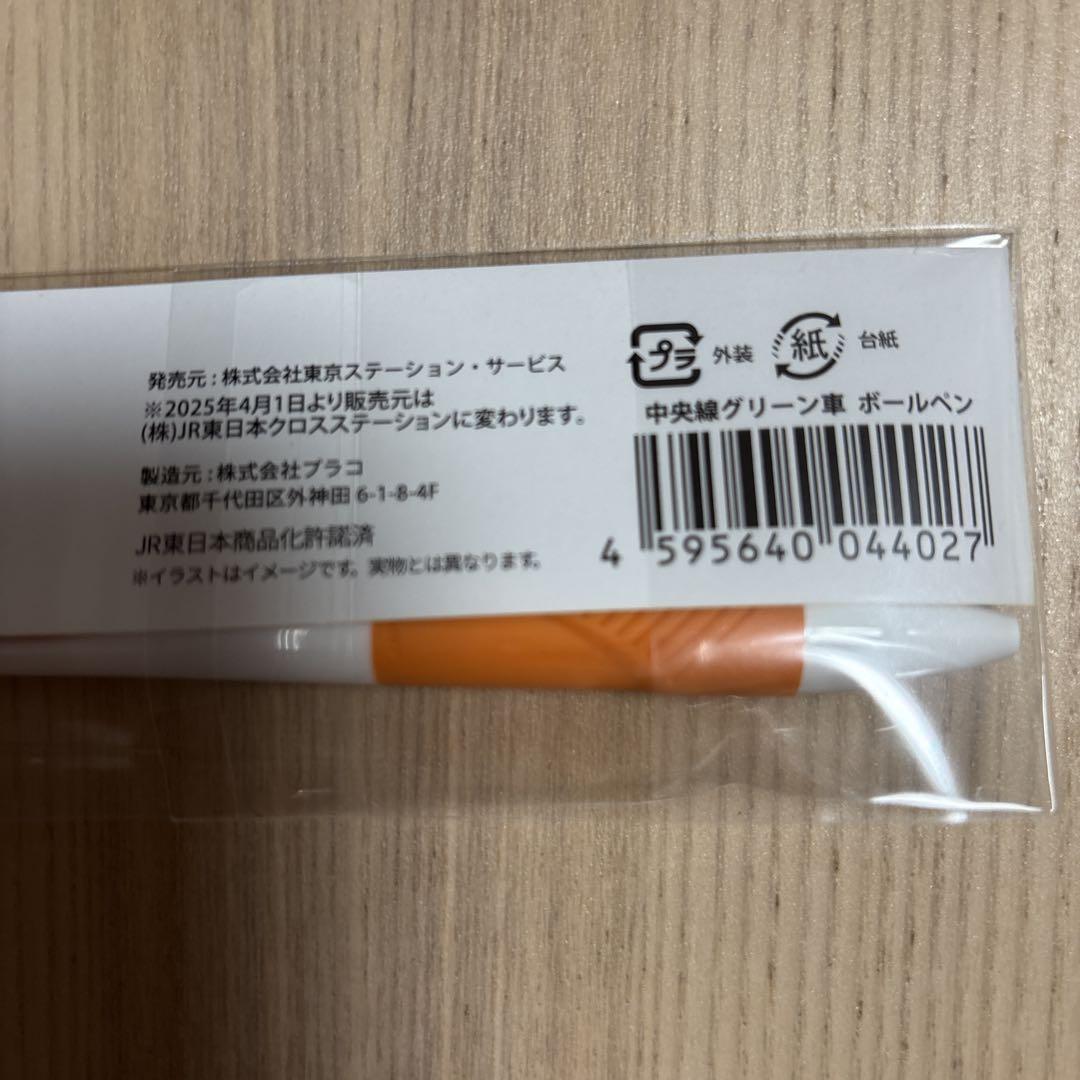 発売元 : 株式会社東京ステーション・サービス
※2025年4月1日より販売元は
(株)JR東日本クロスステーションに変わります。
製造元 : 株式会社プラコ
東京都千代田区外神田 6-1-8-4F
JR東日本商品化許諾済
※イラストはイメージです。実物とは異なります。
プラ 外装 紙 台紙
中央線グリーン車 ボールペン
4 595640 044027